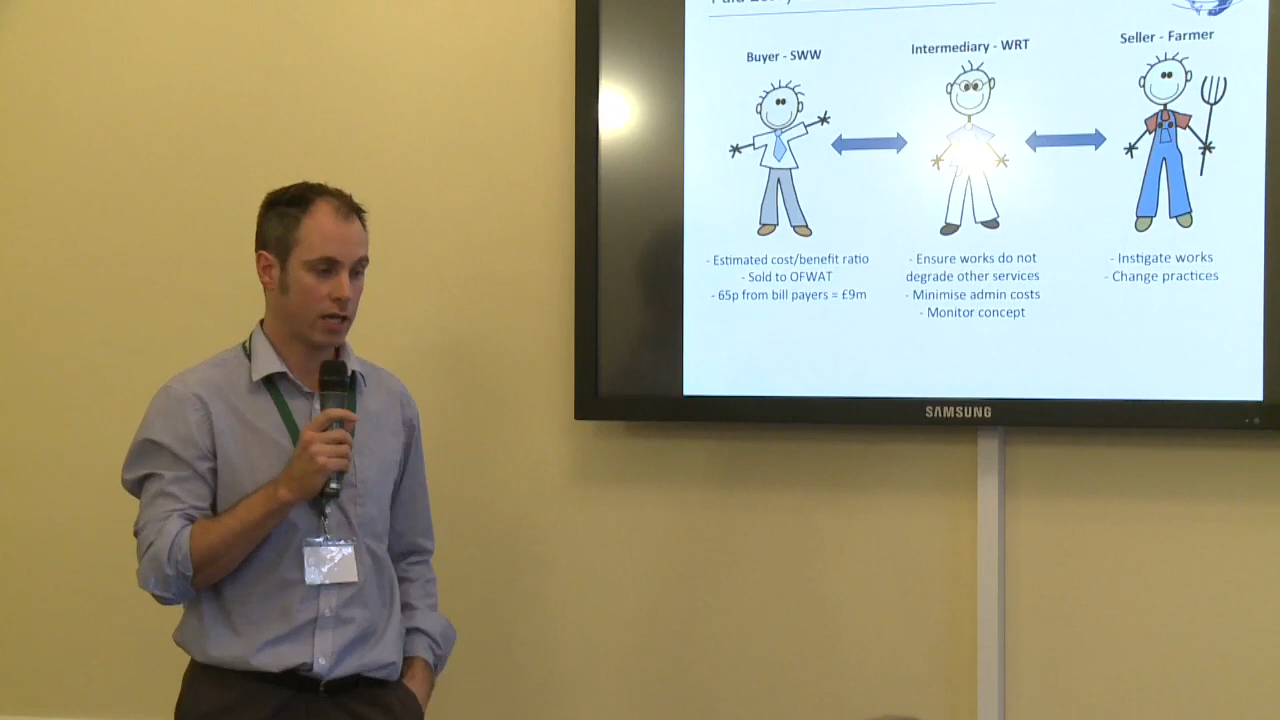 Buyer - SWW
Intermediary - WRT
Seller - Farmer
- Estimated cost/benefit ratio
- Sold to OFWAT
- 65p from bill payers = £9m
- Ensure works do not
degrade other services
- Minimise admin costs
- Monitor concept
- Instigate works
- Change practices
SAMSUNG